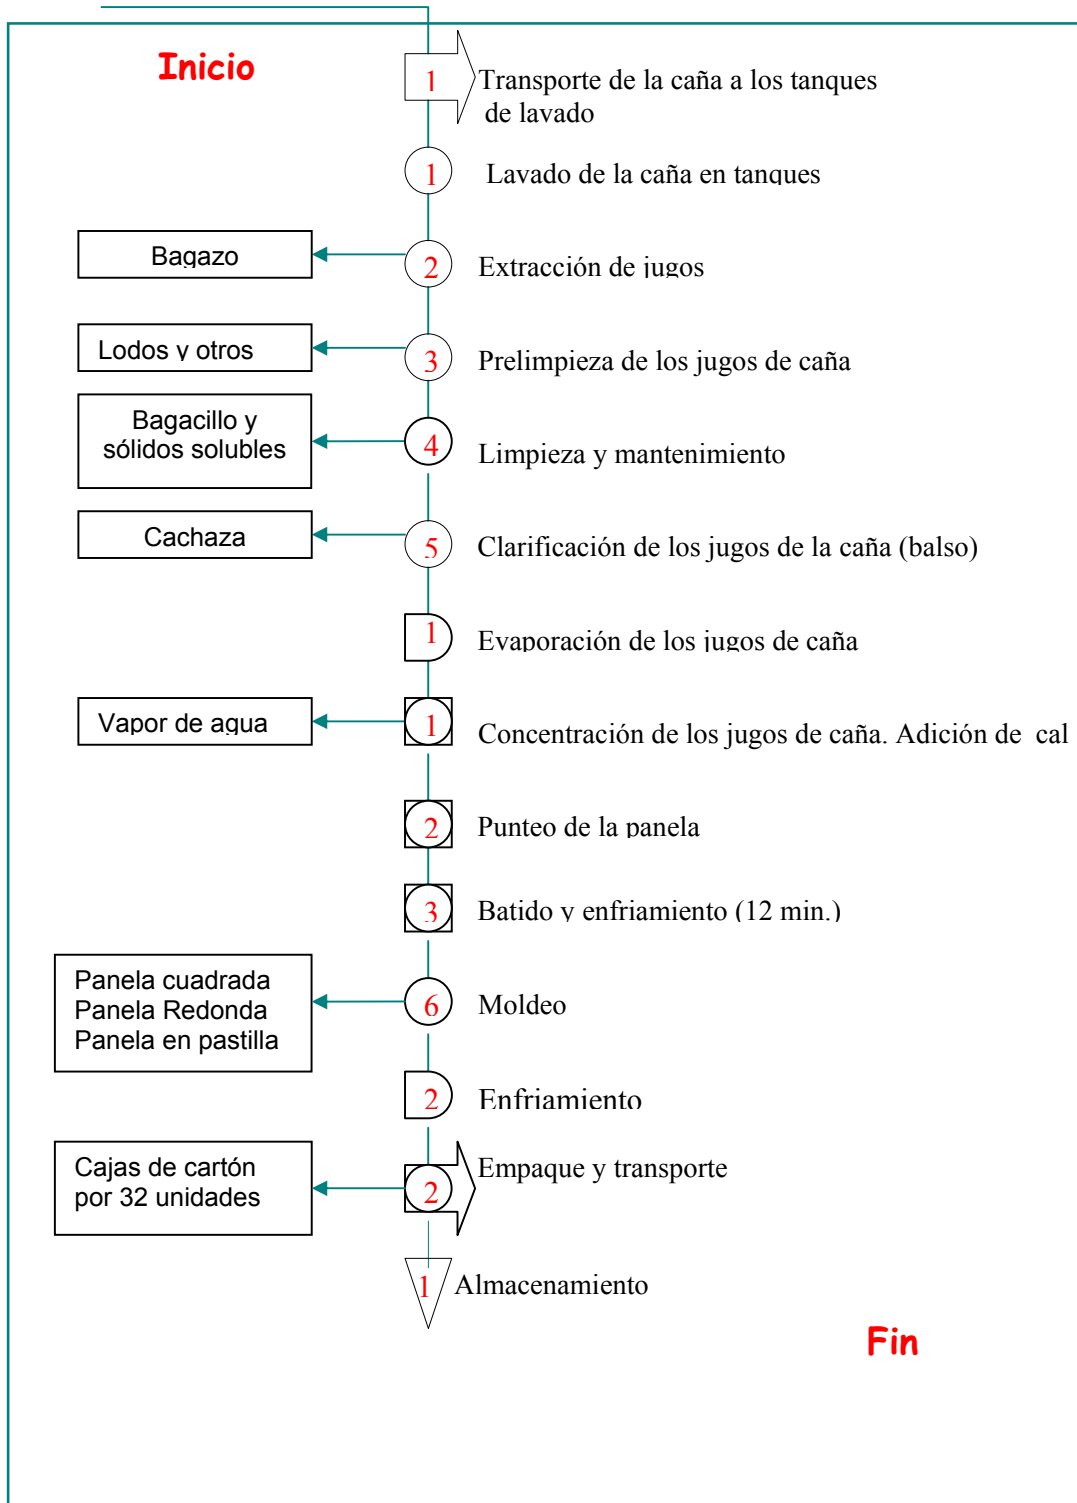 Inicio
1
Transporte de la caña a los tanques
de lavado
1
Lavado de la caña en tanques
Bagazo
2
Extracción de jugos
Lodos y otros
3
Prelimpieza de los jugos de caña
Bagacillo y
sólidos solubles
4
Limpieza y mantenimiento
Cachaza
5
Clarificación de los jugos de la caña (balso)
1
Evaporación de los jugos de caña
Vapor de agua
1
Concentración de los jugos de caña. Adición de cal
2
Punteo de la panela
3
Batido y enfriamiento (12 min.)
Panela cuadrada
Panela Redonda
Panela en pastilla
6
Moldeo
2
Enfriamiento
Cajas de cartón
por 32 unidades
2
Empaque y transporte
1
Almacenamiento
Fin